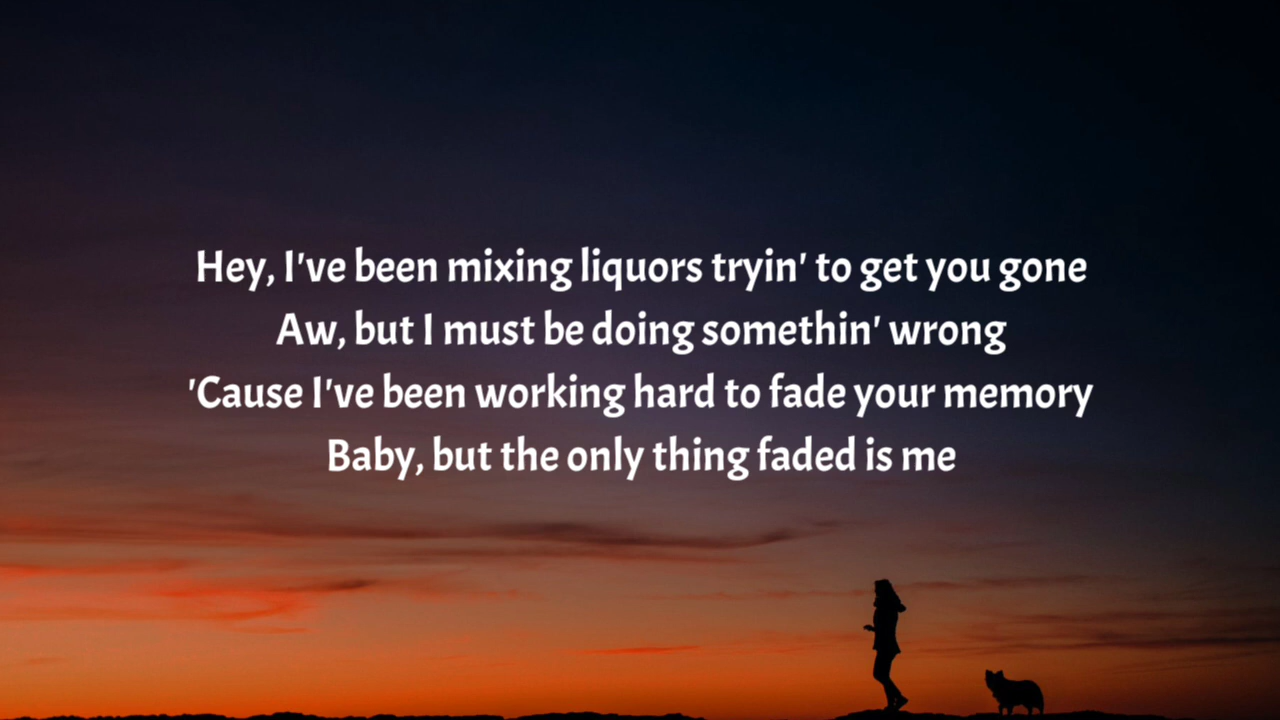 Hey, I've been mixing liquors tryin' to get you gone
Aw, but I must be doing somethin' wrong
'Cause I've been working hard to fade your memory
Baby, but the only thing faded is me